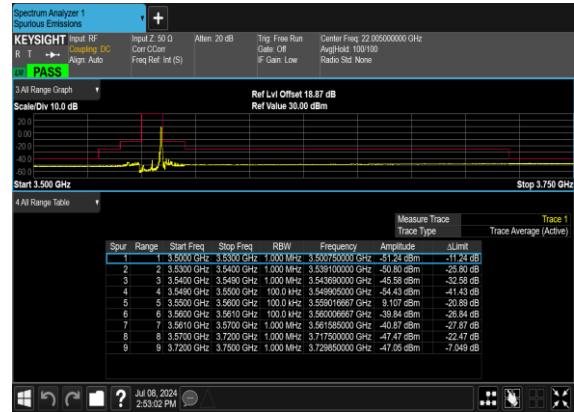 Spectrum Analyzer 1
Spurious Emissions
KEYSIGHT
R T
Input: RF
Coupling: DC
Align: Auto
Input Z: 50 Ω
Corr CCorr
Freq Ref: Int (S)
Atten: 20 dB
Trig: Free Run
Gate: Off
IF Gain: Low
Center Freq: 22.005000000 GHz
Avg|Hold: 100/100
Radio Std: None
PASS
3 All Range Graph
Scale/Div 10.0 dB
Ref Lvl Offset 18.87 dB
Ref Value 30.00 dBm
20.0
0.00
-20.0
-40.0
-60.0
Start 3.500 GHz
Stop 3.750 GHz
4 All Range Table
Measure Trace Trace 1
Trace Type Trace Average (Active)
Spur Range Start Freq Stop Freq RBW Frequency Amplitude ΔLimit
1 1 3.5000 GHz 3.5300 GHz 1.000 MHz 3.500750000 GHz -51.24 dBm -11.24 dB
2 2 3.5300 GHz 3.5400 GHz 1.000 MHz 3.539100000 GHz -50.80 dBm -25.80 dB
3 3 3.5400 GHz 3.5490 GHz 1.000 MHz 3.543690000 GHz -45.58 dBm -32.58 dB
4 4 3.5490 GHz 3.5500 GHz 100.0 kHz 3.549905000 GHz -54.43 dBm -41.43 dB
5 5 3.5500 GHz 3.5600 GHz 100.0 kHz 3.559016667 GHz 9.107 dBm -20.89 dB
6 6 3.5600 GHz 3.5610 GHz 100.0 kHz 3.560006667 GHz -39.84 dBm -26.84 dB
7 7 3.5610 GHz 3.5700 GHz 1.000 MHz 3.561585000 GHz -40.87 dBm -27.87 dB
8 8 3.5700 GHz 3.7200 GHz 1.000 MHz 3.717500000 GHz -47.47 dBm -22.47 dB
9 9 3.7200 GHz 3.7500 GHz 1.000 MHz 3.729850000 GHz -47.05 dBm -7.049 dB
?
Jul 08, 2024
2:53:02 PM